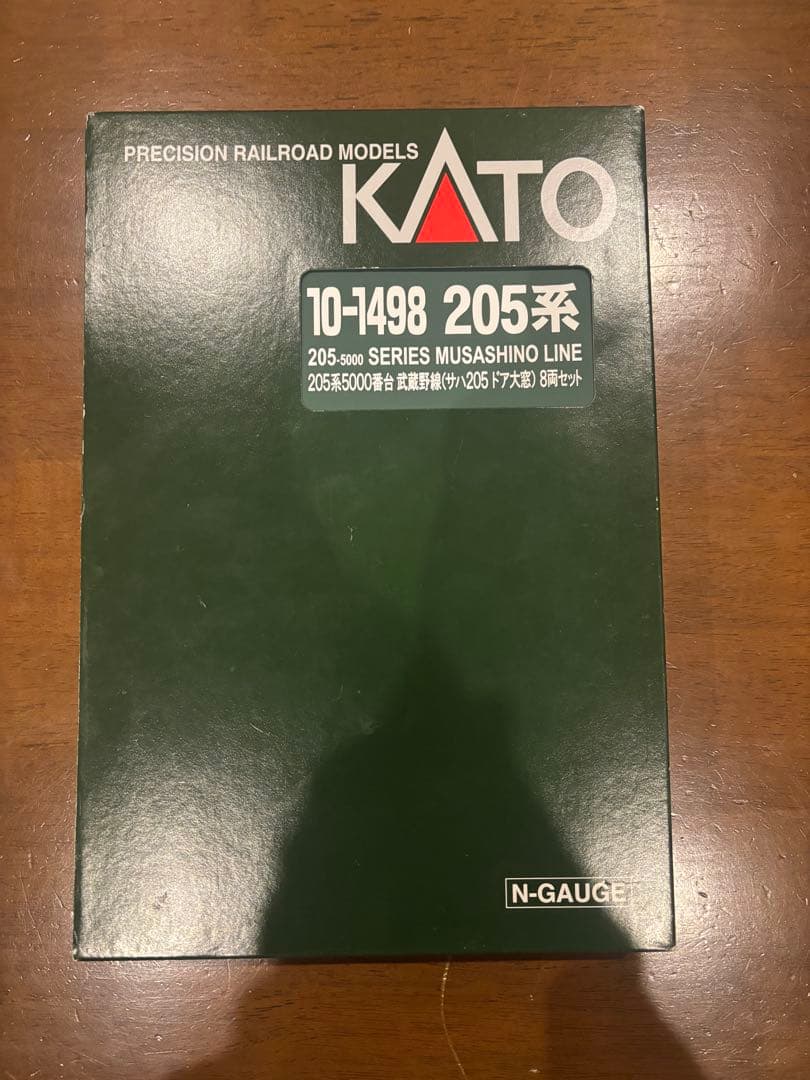 PRECISION RAILROAD MODELS
KATO
10-1498 205系
205-5000 SERIES MUSASHINO LINE
205系5000番台 武蔵野線(サハ205 ドア大窓) 8両セット
N-GAUGE